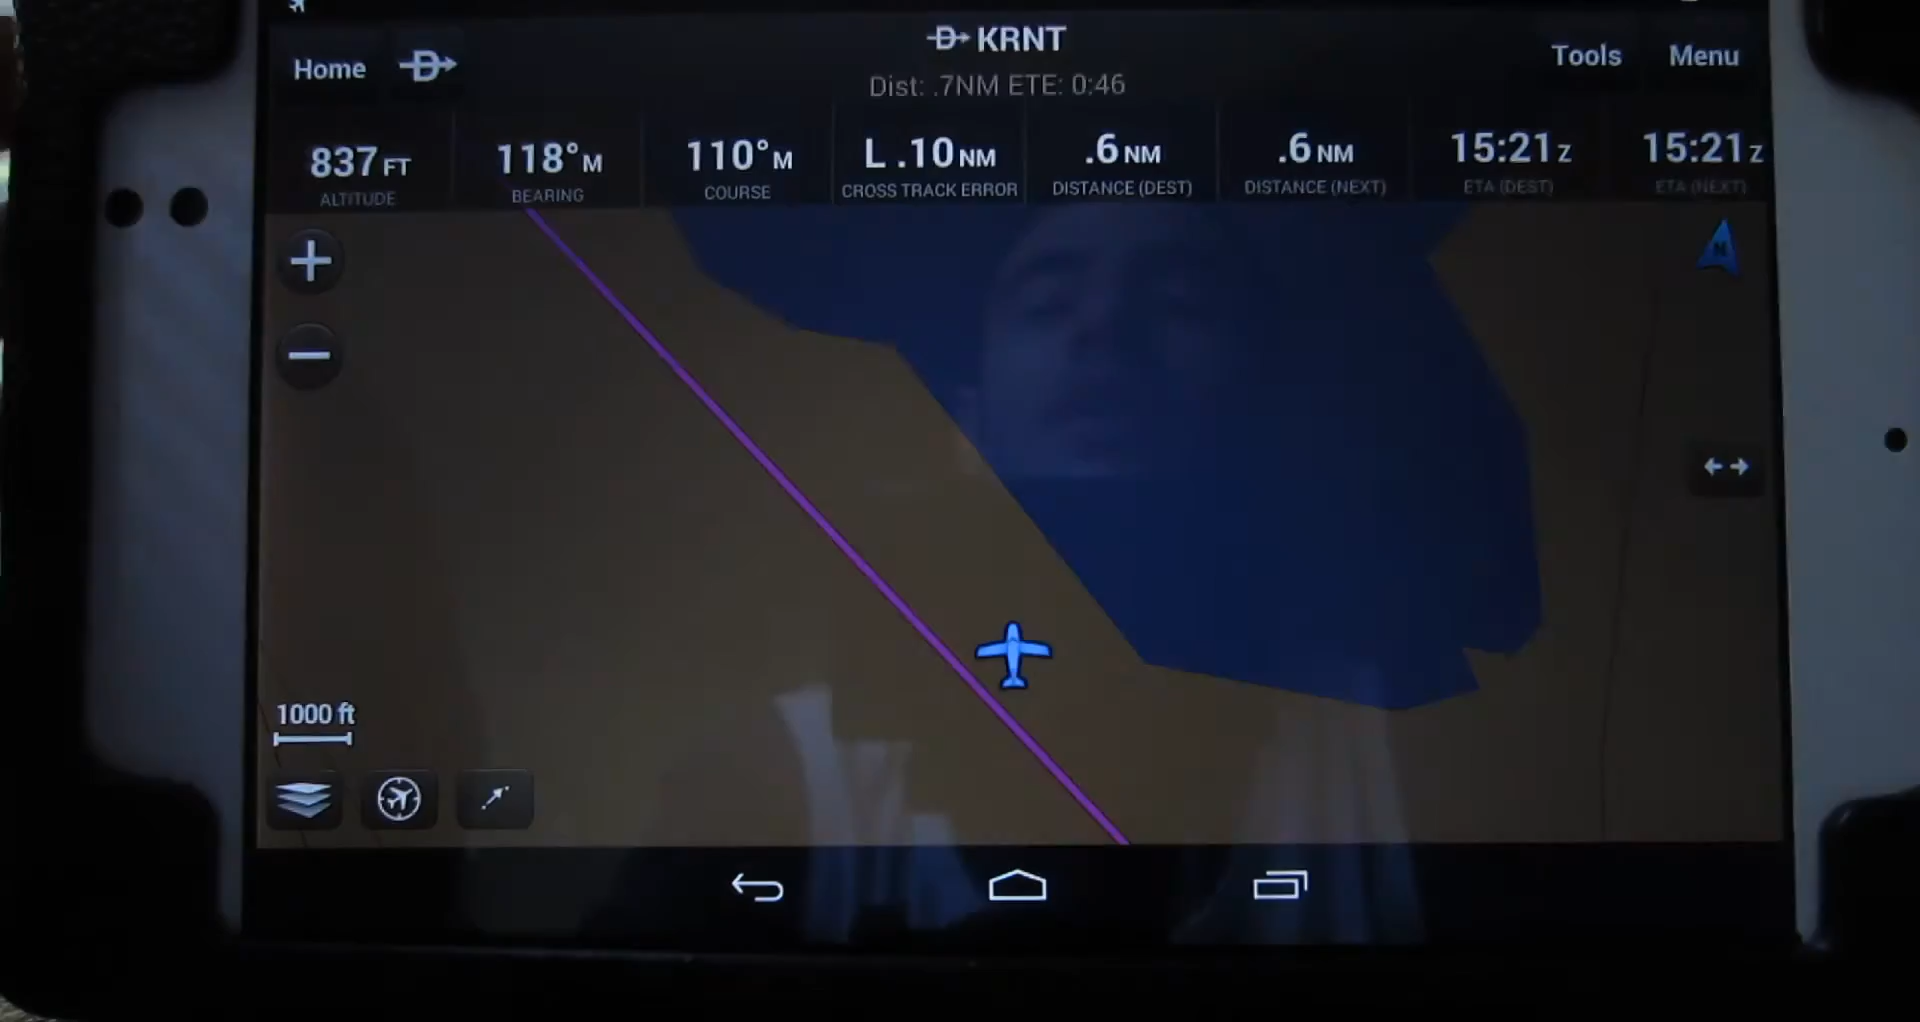 Home
KRNT
Dist: .7NM ETE: 0:46
Tools
Menu
837 FT
ALTITUDE
118°M
BEARING
110°M
COURSE
L .10 NM
CROSS TRACK ERROR
.6 NM
DISTANCE (DEST)
.6 NM
DISTANCE (NEXT)
15:21Z
ETA (DEST)
15:21Z
ETA (NEXT)
N
1000 ft